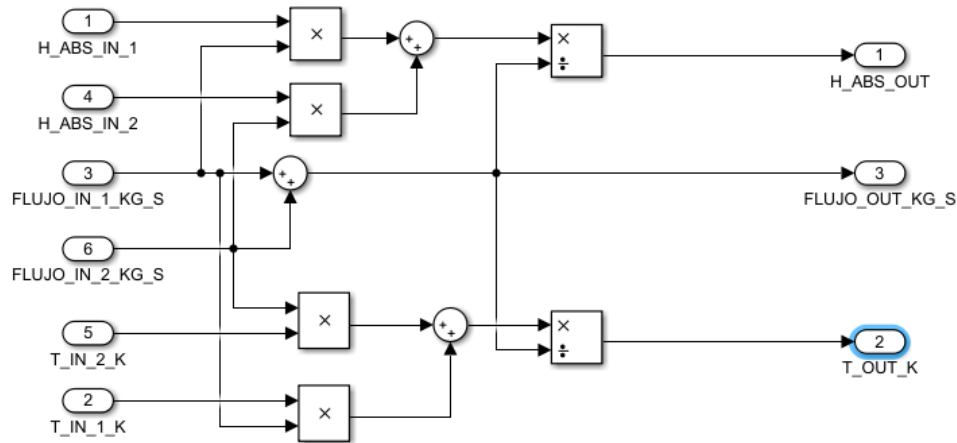 1
H_ABS_IN_1
4
H_ABS_IN_2
3
FLUJO_IN_1_KG_S
6
FLUJO_IN_2_KG_S
5
T_IN_2_K
2
T_IN_1_K
×
×
×
×
+
+
+
+
+
+
×
÷
×
÷
1
H_ABS_OUT
3
FLUJO_OUT_KG_S
2
T_OUT_K